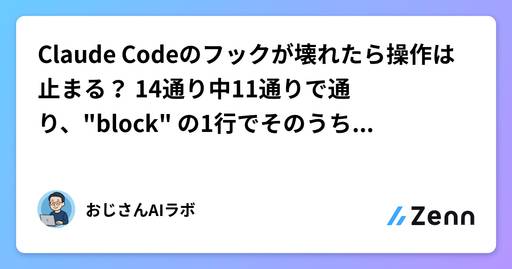 Claude Codeのフックが壊れたら操作は
止まる？ 14通り中11通りで通
り、"block" の1行でそのうち...
おじさんAIラボ
Zenn